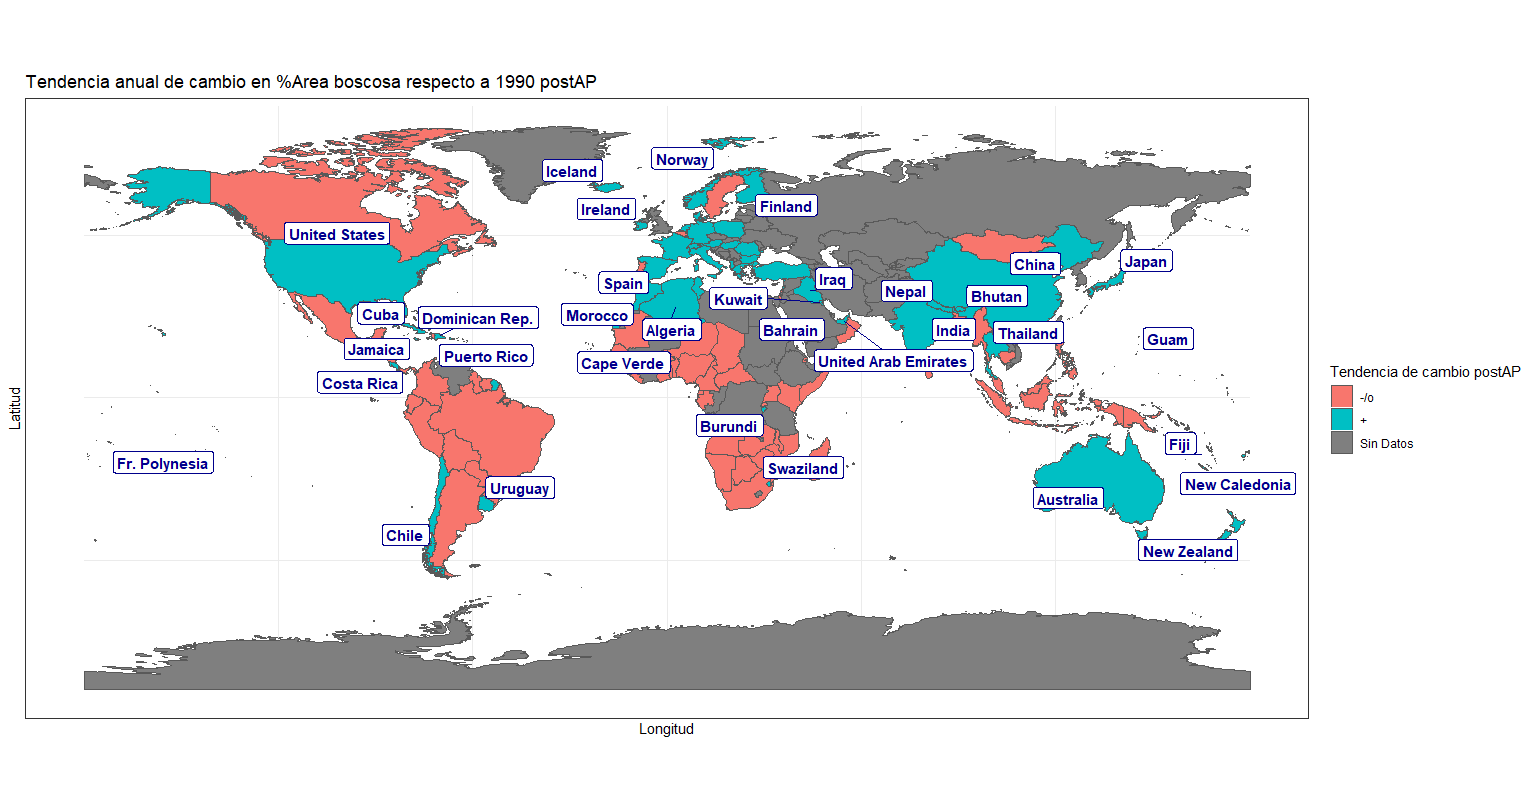 Tendencia anual de cambio en %Area boscosa respecto a 1990 postAP
Norway
Iceland
Ireland
Finland
United States
China
Japan
Spain
Iraq
Nepal
Kuwait
Bhutan
Cuba
Dominican Rep.
Morocco
Algeria
Bahrain
India
Thailand
Guam
Jamaica
Puerto Rico
Cape Verde
United Arab Emirates
Costa Rica
Burundi
Fiji
Fr. Polynesia
Swaziland
Uruguay
New Caledonia
Australia
Chile
New Zealand
Latitud
Longitud
Tendencia de cambio postAP
-/o
+
Sin Datos